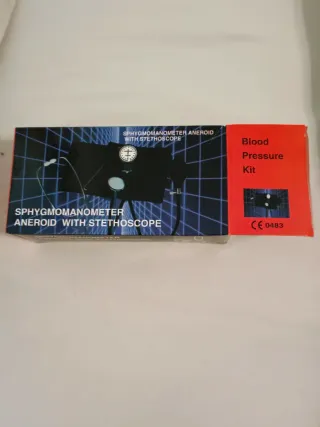 SPHYGMOMANOMETER ANEROID
WITH STETHOSCOPE
SPHYGMOMANOMETER
ANEROID WITH STETHOSCOPE
Blood
Pressure
Kit
CE 0483